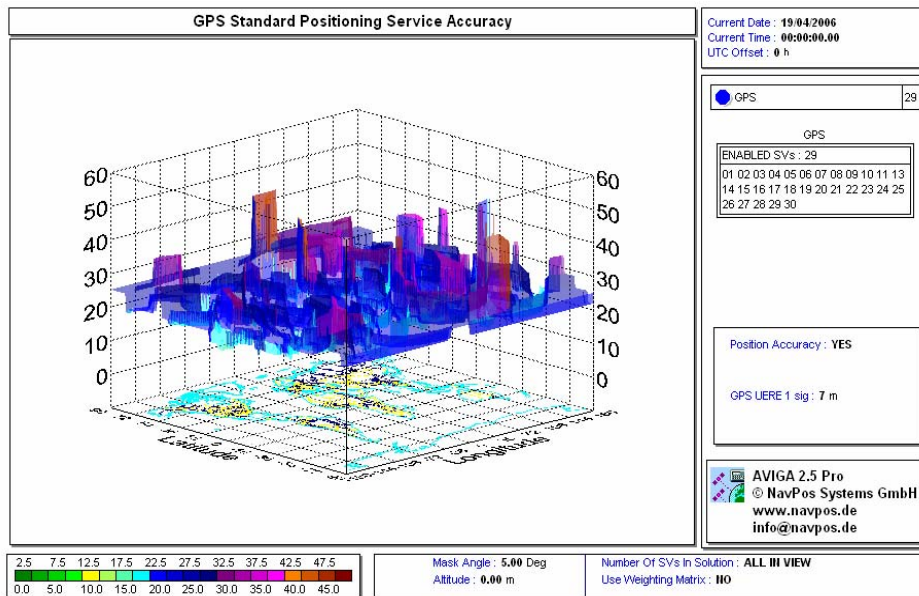 GPS Standard Positioning Service Accuracy
Current Date : 19/04/2006
Current Time : 00:00:00.00
UTC Offset : 0 h
GPS 29
GPS
ENABLED SVs : 29
01 02 03 04 05 06 07 08 09 10 11 13
14 15 16 17 18 19 20 21 22 23 24 25
26 27 28 29 30
60 60
50 50
40 40
30 30
20 20
10 10
0 0
Latitude
Longitude
Position Accuracy : YES
GPS UERE 1 sig : 7 m
AVIGA 2.5 Pro
© NavPos Systems GmbH
www.navpos.de
info@navpos.de
2.5 7.5 12.5 17.5 22.5 27.5 32.5 37.5 42.5 47.5
0.0 5.0 10.0 15.0 20.0 25.0 30.0 35.0 40.0 45.0
Mask Angle : 5.00 Deg
Altitude : 0.00 m
Number Of SVs In Solution : ALL IN VIEW
Use Weighting Matrix : NO